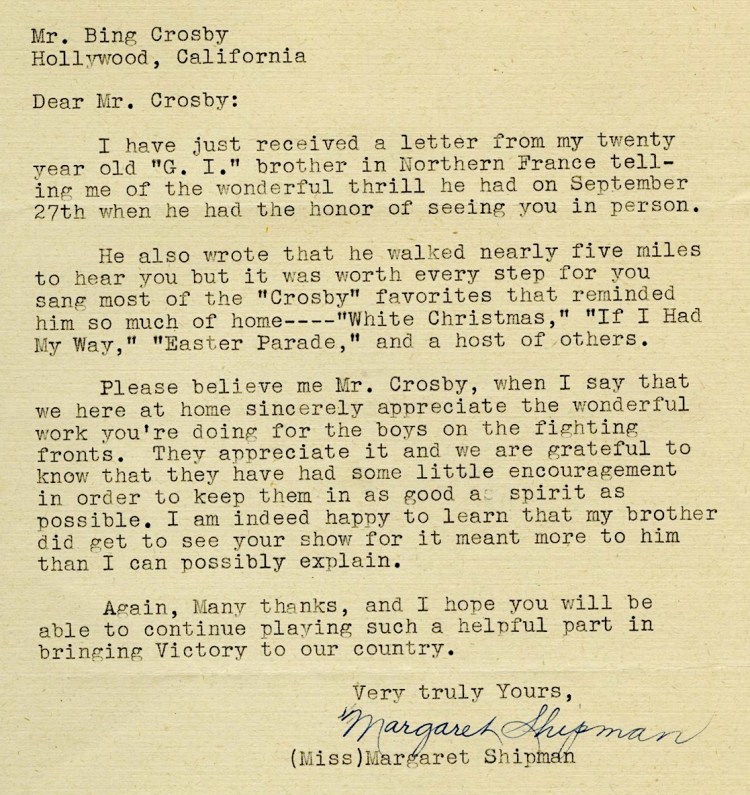 Mr. Bing Crosby
Hollywood, California
Dear Mr. Crosby:
I have just received a letter from my twenty
year old "G. I." brother in Northern France tell-
ing me of the wonderful thrill he had on September
27th when he had the honor of seeing you in person.
He also wrote that he walked nearly five miles
to hear you but it was worth every step for you
sang most of the "Crosby" favorites that reminded
him so much of home----"White Christmas," "If I Had
My Way," "Easter Parade," and a host of others.
Please believe me Mr. Crosby, when I say that
we here at home sincerely appreciate the wonderful
work you're doing for the boys on the fighting
fronts. They appreciate it and we are grateful to
know that they have had some little encouragement
in order to keep them in as good as spirit as
possible. I am indeed happy to learn that my brother
did get to see your show for it meant more to him
than I can possibly explain.
Again, Many thanks, and I hope you will be
able to continue playing such a helpful part in
bringing Victory to our country.
Very truly Yours,
Margaret Shipman
(Miss)Margaret Shipman